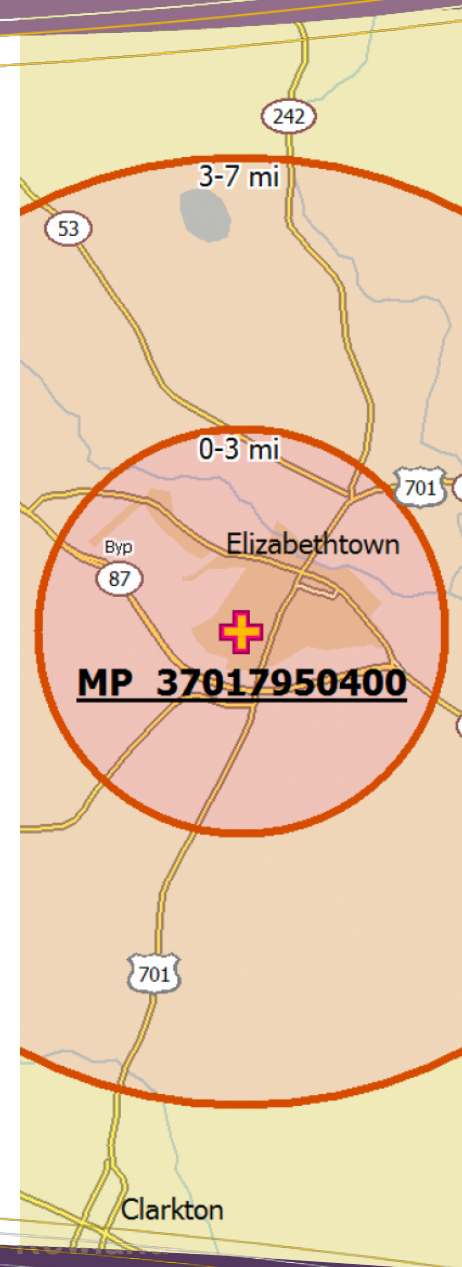 242
3-7 mi
53
0-3 mi
701
Elizabethtown
Byp
87
MP 37017950400
701
Clarkton